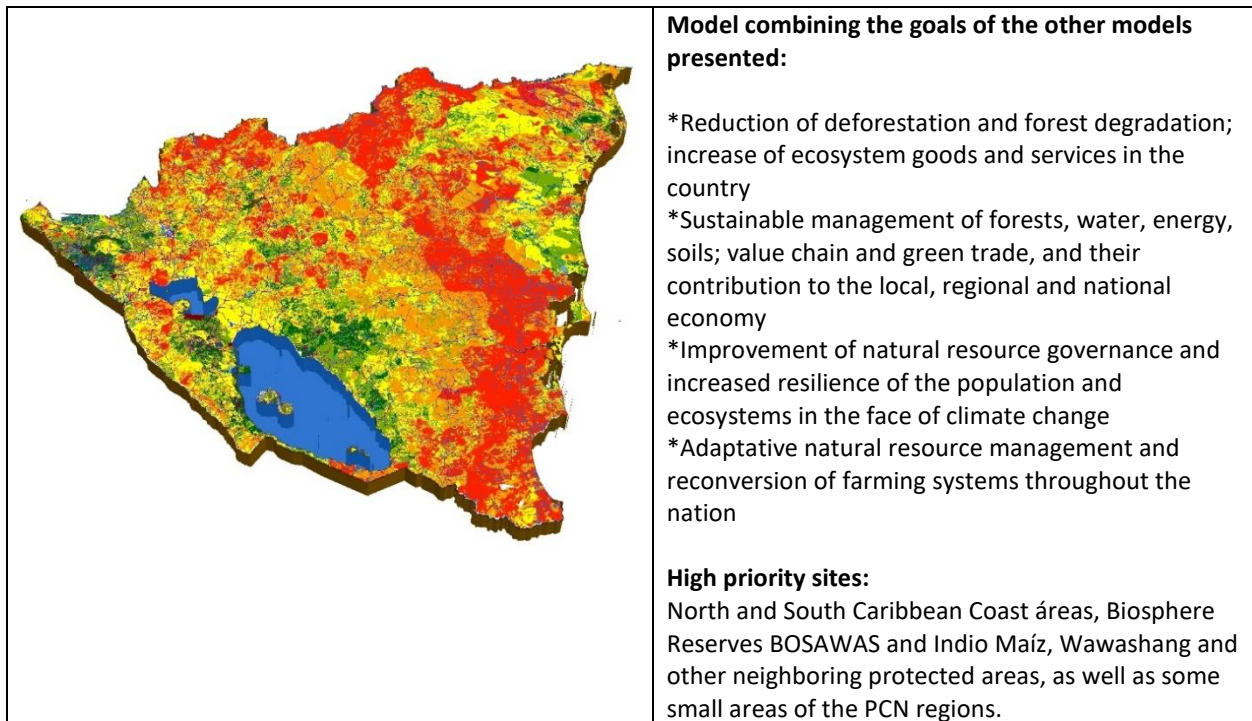 Model combining the goals of the other models
presented:
*Reduction of deforestation and forest degradation;
increase of ecosystem goods and services in the
country
*Sustainable management of forests, water, energy,
soils; value chain and green trade, and their
contribution to the local, regional and national
economy
*Improvement of natural resource governance and
increased resilience of the population and
ecosystems in the face of climate change
*Adaptative natural resource management and
reconversion of farming systems throughout the
nation
High priority sites:
North and South Caribbean Coast áreas, Biosphere
Reserves BOSAWAS and Indio Maíz, Wawashang and
other neighboring protected areas, as well as some
small areas of the PCN regions.